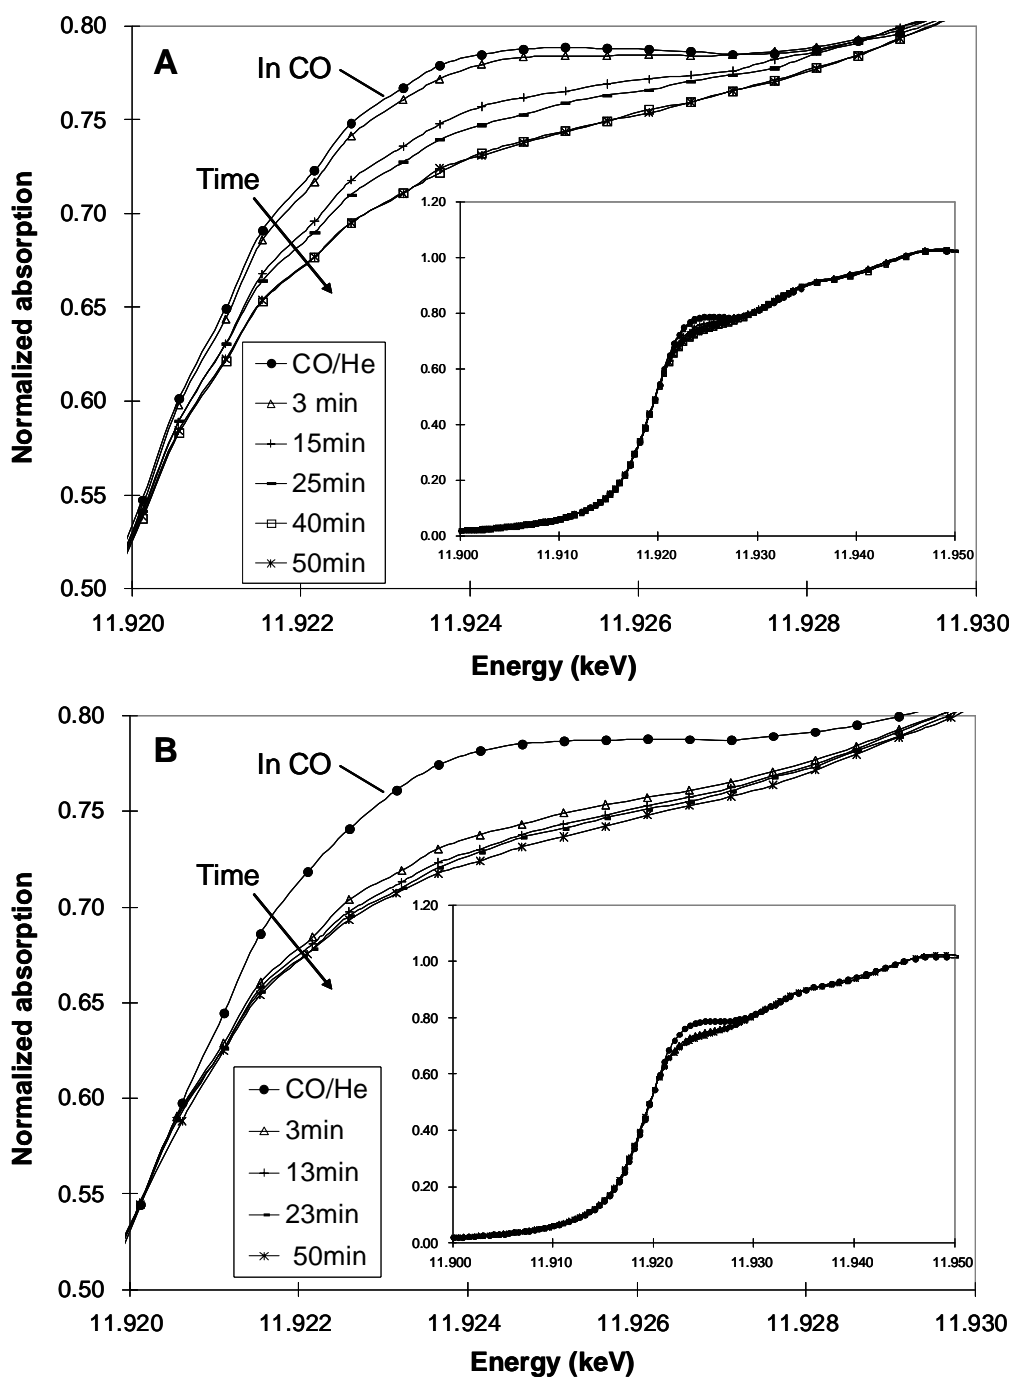 0.80
A
In CO
0.75
Time
0.70
Normalized absorption
0.65
0.60
0.55
0.50
CO/He
3 min
15min
25min
40min
50min
1.20
1.00
0.80
0.60
0.40
0.20
0.00
11.900
11.910
11.920
11.930
11.940
11.950
11.920
11.922
11.924
11.926
11.928
11.930
Energy (keV)
0.80
B
In CO
0.75
Time
0.70
Normalized absorption
0.65
0.60
0.55
0.50
CO/He
3min
13min
23min
50min
1.20
1.00
0.80
0.60
0.40
0.20
0.00
11.900
11.910
11.920
11.930
11.940
11.950
11.920
11.922
11.924
11.926
11.928
11.930
Energy (keV)